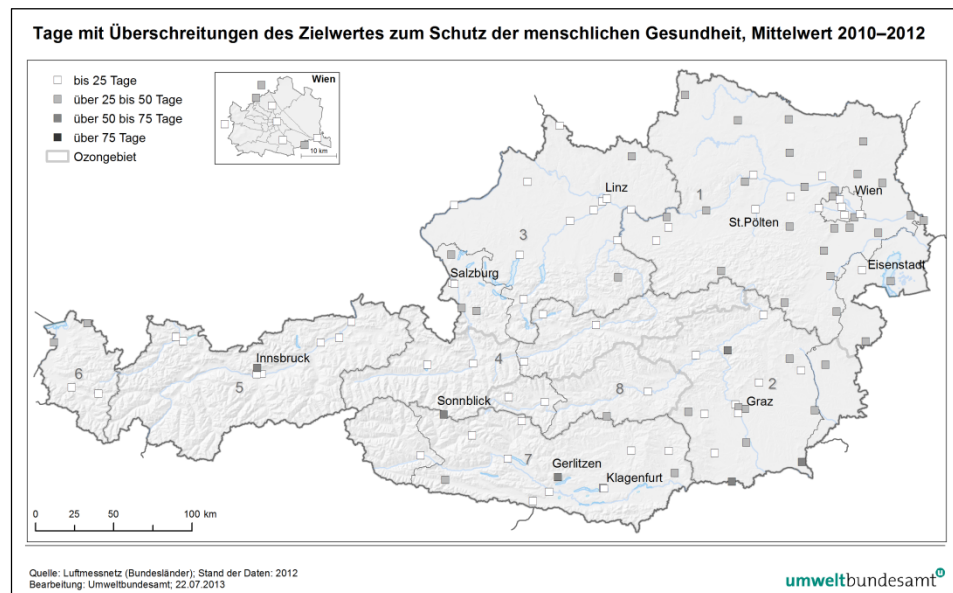 Tage mit Überschreitungen des Zielwertes zum Schutz der menschlichen Gesundheit, Mittelwert 2010–2012
bis 25 Tage
über 25 bis 50 Tage
über 50 bis 75 Tage
über 75 Tage
Ozongebiet
Wien
10 km
Linz
1
Wien
St.Pölten
3
Eisenstadt
Salzburg
Innsbruck
4
6
5
8
2
Sonnblick
Graz
7
Gerlitzen
Klagenfurt
0 25 50 100 km
Quelle: Luftmessnetz (Bundesländer); Stand der Daten: 2012
Bearbeitung: Umweltbundesamt; 22.07.2013
umweltbundesamt u